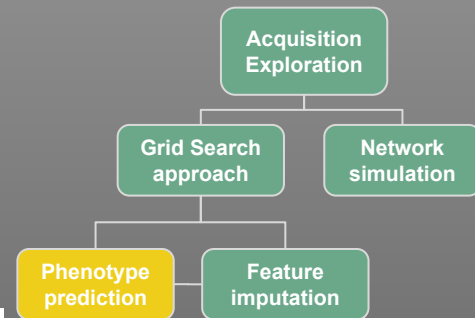 Acquisition
Exploration
Grid Search
approach
Network
simulation
Phenotype
prediction
Feature
imputation